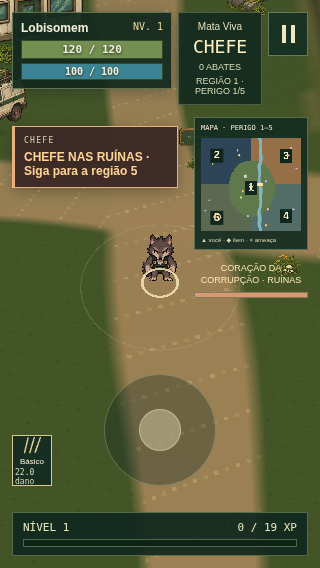 Lobisomem NV. 1
120 / 120
100 / 100
Mata Viva
CHEFE
0 ABATES
REGIÃO 1 ·
PERIGO 1/5
CHEFE
CHEFE NAS RUÍNAS ·
Siga para a região 5
MAPA · PERIGO 1–5
2 3
1
5 4
▲ você · ◆ item · × ameaça
CORAÇÃO DA
CORRUPÇÃO · RUÍNAS
Básico
22.0
dano
NÍVEL 1 0 / 19 XP